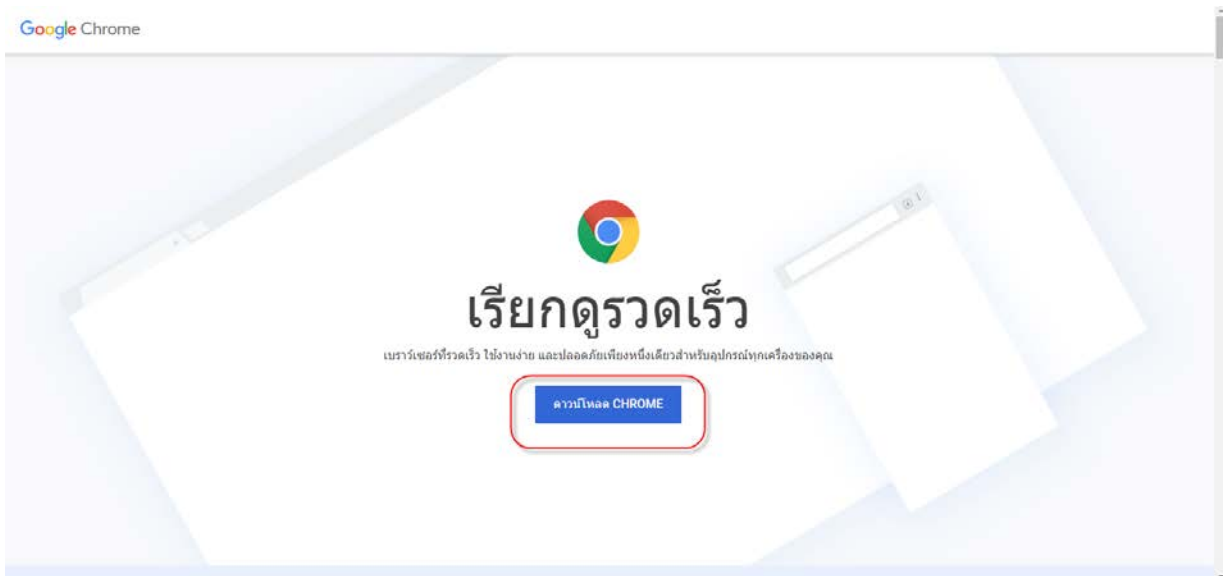 Google Chrome
เรียกดูรวดเร็ว
เบราว์เซอร์ที่รวดเร็ว ใช้งานง่าย และปลอดภัยเพียงหนึ่งเดียวสำหรับอุปกรณ์ทุกเครื่องของคุณ
ดาวน์โหลด CHROME